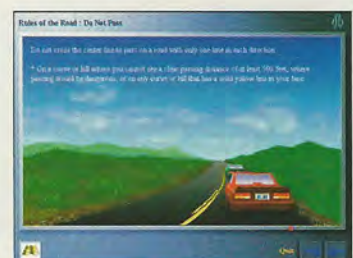 Rules of the Road : Do Not Pass
Do not cross the center line to pass on a road with only one lane in each direction:
* On a curve or hill where you cannot see a clear passing distance of at least 500 feet, where
passing would be dangerous, or on any curve or hill that has a solid yellow line in your lane
Quit